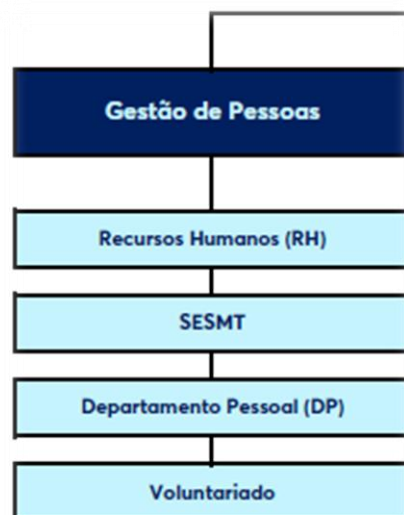 Gestão de Pessoas
Recursos Humanos (RH)
SESMT
Departamento Pessoal (DP)
Voluntariado